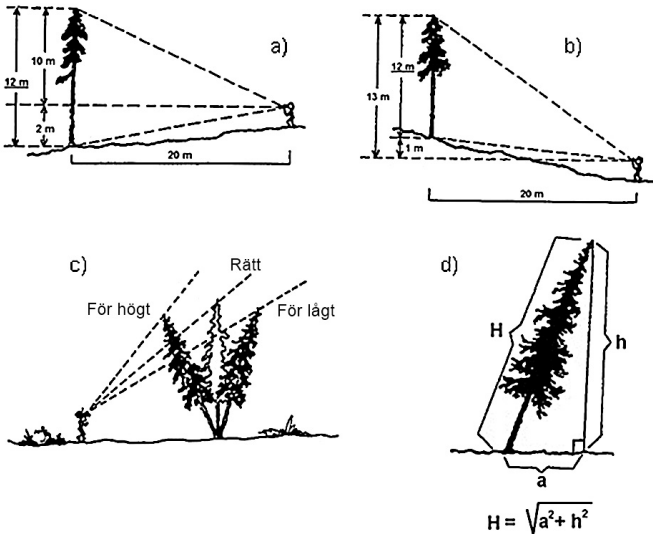 a)
10 m
12 m
2 m
20 m
b)
12 m
13 m
1 m
20 m
c)
Rätt
För högt
För lågt
d)
H
h
a
H = √a² + h²